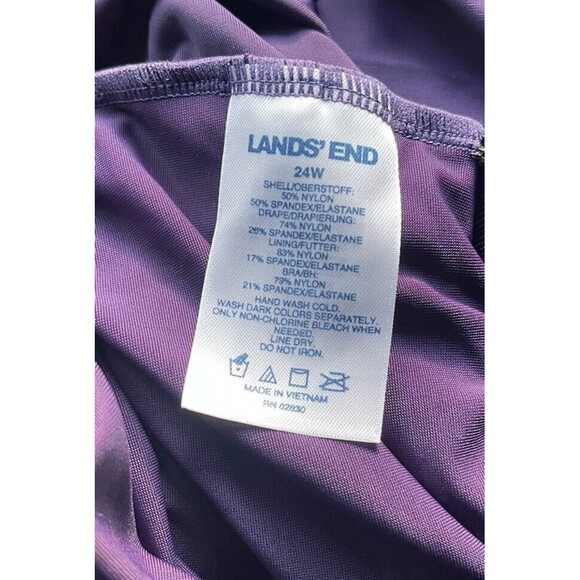 LANDS' END
24W
SHELL/OBERSTOFF:
50% NYLON
50% SPANDEX/ELASTANE
DRAPE/DRAPIERUNG:
74% NYLON
26% SPANDEX/ELASTANE
LINING/FUTTER:
83% NYLON
17% SPANDEX/ELASTANE
BRA/BH:
79% NYLON
21% SPANDEX/ELASTANE
HAND WASH COLD.
WASH DARK COLORS SEPARATELY.
ONLY NON-CHLORINE BLEACH WHEN
NEEDED.
LINE DRY.
DO NOT IRON.
MADE IN VIETNAM
RN 82830